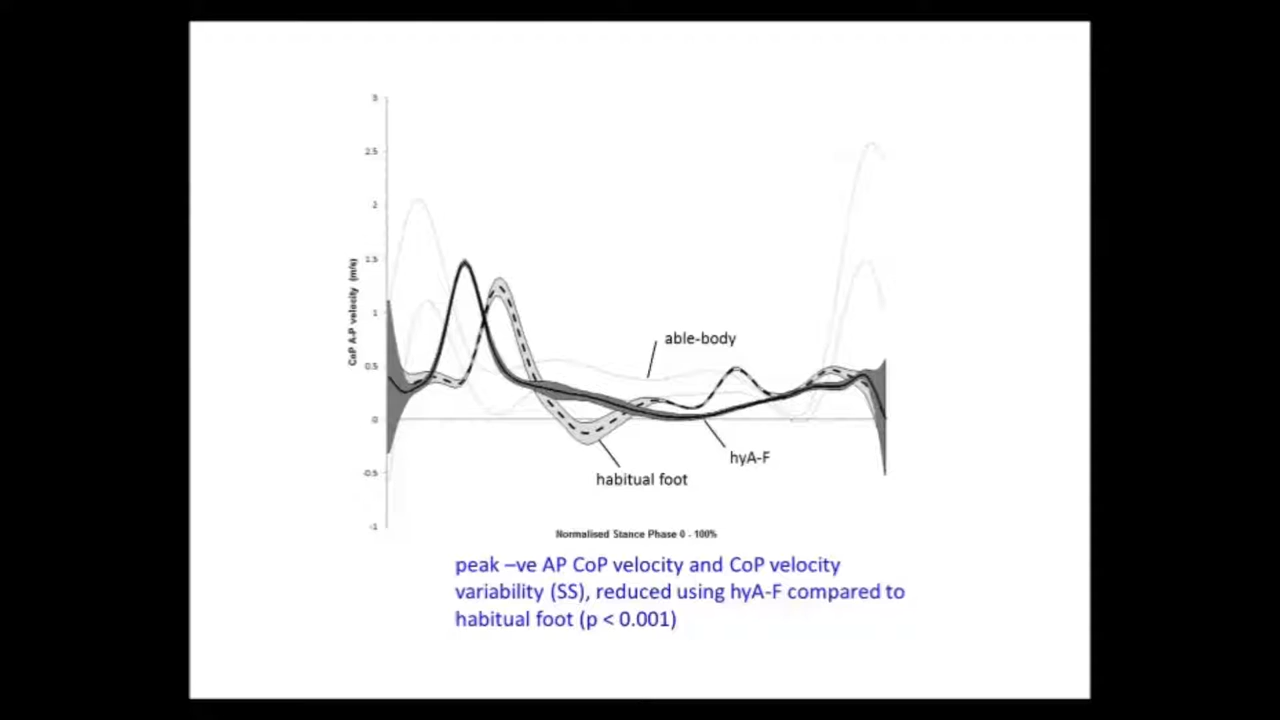 3
2.5
2
1.5
1
0.5
0
-0.5
-1
CoP A-P velocity (m/s)
able-body
hyA-F
habitual foot
Normalised Stance Phase 0 - 100%
peak –ve AP CoP velocity and CoP velocity
variability (SS), reduced using hyA-F compared to
habitual foot (p < 0.001)